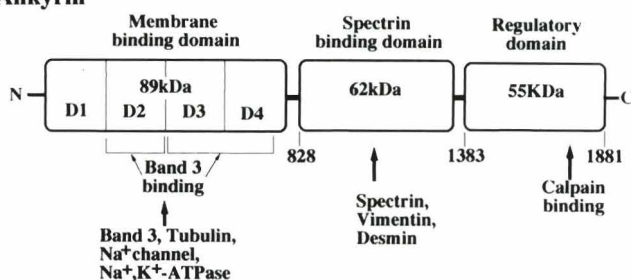 Ankyrin
Membrane
binding domain
Spectrin
binding domain
Regulatory
domain
N
89kDa
D1 D2 D3 D4
62kDa
55KDa
C
Band 3
binding
828
1383
1881
Band 3, Tubulin,
Na+channel,
Na+,K+-ATPase
Spectrin,
Vimentin,
Desmin
Calpain
binding